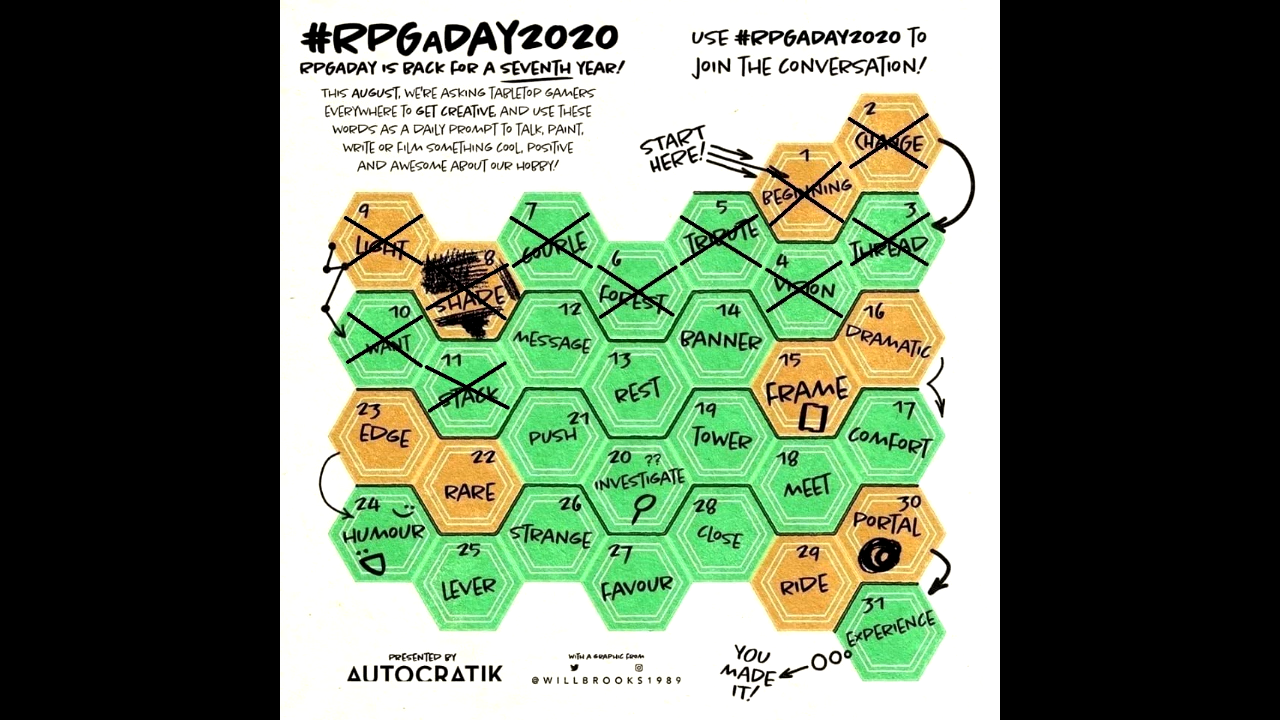 #RPGaDAY2020
RPGADAY IS BACK FOR A SEVENTH YEAR!
THIS AUGUST, WE'RE ASKING TABLETOP GAMERS
EVERYWHERE TO GET CREATIVE, AND USE THESE
WORDS AS A DAILY PROMPT TO TALK, PAINT,
WRITE OR FILM SOMETHING COOL, POSITIVE
AND AWESOME ABOUT OUR HOBBY!
USE #RPGADAY2020 TO
JOIN THE CONVERSATION!
START
HERE!
1
BEGINNING
2
CHANGE
3
THREAD
4
VISION
5
TRIBUTE
6
FOREST
7
COUPLE
8
SHADE
9
LIGHT
10
WANT
11
STACK
12
MESSAGE
13
REST
14
BANNER
15
FRAME
16
DRAMATIC
17
COMFORT
18
MEET
19
TOWER
20 ??
INVESTIGATE
21
PUSH
22
RARE
23
EDGE
24
HUMOUR
25
LEVER
26
STRANGE
27
FAVOUR
28
CLOSE
29
RIDE
30
PORTAL
31
EXPERIENCE
YOU
MADE
IT!
PRESENTED BY
AUTOCRATIK
WITH A GRAPHIC FROM
@WILLBROOKS1989